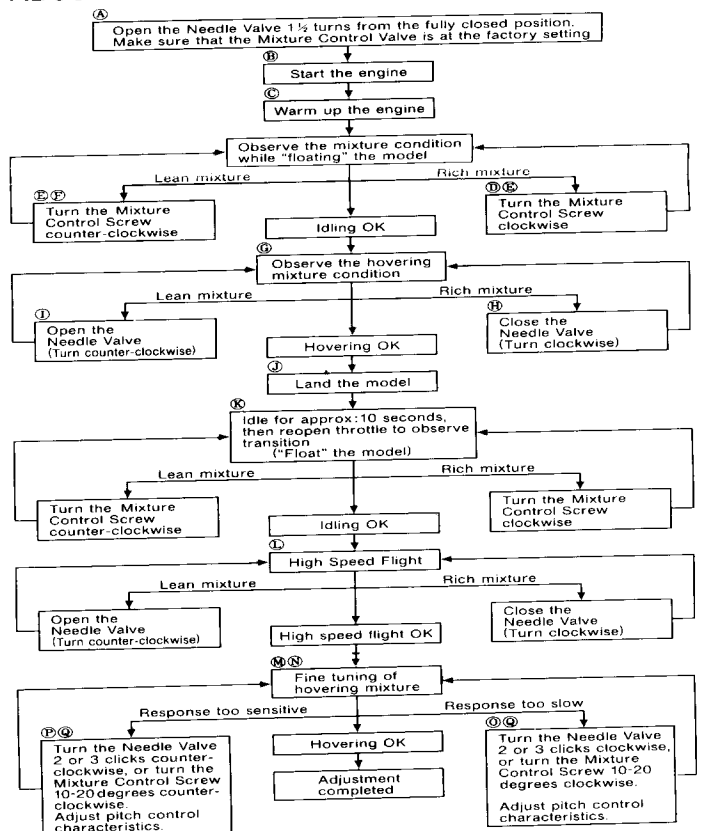 Ⓐ
Open the Needle Valve 1½ turns from the fully closed position.
Make sure that the Mixture Control Valve is at the factory setting
Ⓑ
Start the engine
Ⓒ
Warm up the engine
Observe the mixture condition
while "floating" the model
Lean mixture
Rich mixture
Ⓔ Ⓕ
Turn the Mixture
Control Screw
counter-clockwise
Ⓓ Ⓔ
Turn the Mixture
Control Screw
clockwise
Idling OK
Ⓖ
Observe the hovering
mixture condition
Lean mixture
Rich mixture
Ⓘ
Open the
Needle Valve
(Turn counter-clockwise)
Ⓗ
Close the
Needle Valve
(Turn clockwise)
Hovering OK
Ⓙ
Land the model
Ⓚ
Idle for approx:10 seconds,
then reopen throttle to observe
transition
("Float" the model)
Lean mixture
Rich mixture
Turn the Mixture
Control Screw
counter-clockwise
Turn the Mixture
Control Screw
clockwise
Idling OK
Ⓛ
High Speed Flight
Lean mixture
Rich mixture
Open the
Needle Valve
(Turn counter-clockwise)
Close the
Needle Valve
(Turn clockwise)
High speed flight OK
Ⓜ Ⓝ
Fine tuning of
hovering mixture
Response too sensitive
Response too slow
Ⓟ Ⓠ
Turn the Needle Valve
2 or 3 clicks counter-
clockwise, or turn the
Mixture Control Screw
10-20 degrees counter-
clockwise.
Adjust pitch control
characteristics.
Ⓞ Ⓠ
Turn the Needle Valve
2 or 3 clicks clockwise,
or turn the Mixture
Control Screw 10-20
degrees clockwise.
Adjust pitch control
characteristics.
Hovering OK
Adjustment
completed